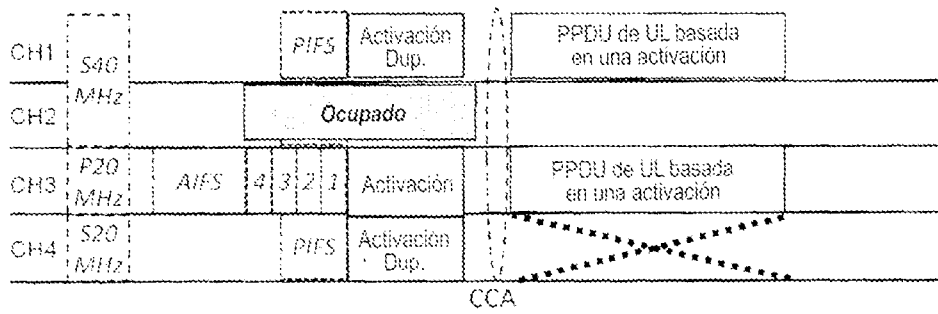 CH1
S40
MHz
PIFS
Activación
Dup.
PPDU de UL basada
en una activación
CH2
Ocupado
CH3
P20
MHz
AIFS
4 3 2 1
Activación
PPDU de UL basada
en una activación
CH4
S20
MHz
PIFS
Activación
Dup.
CCA